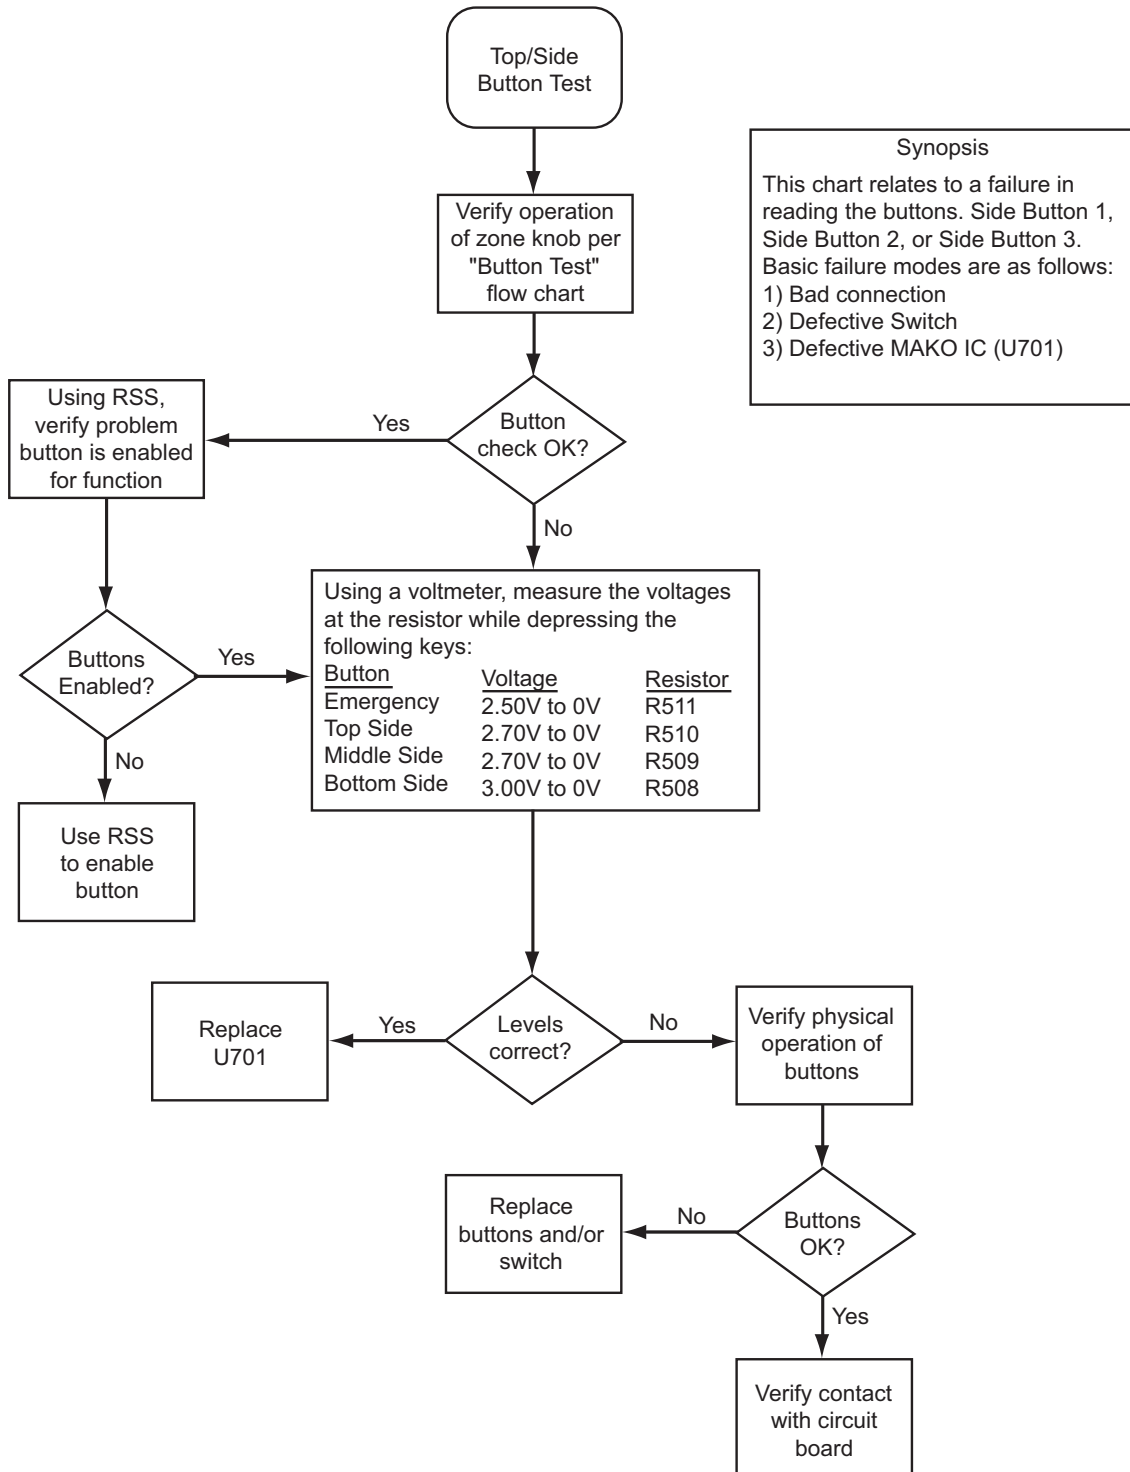 Top/Side
Button Test
Verify operation
of zone knob per
"Button Test"
flow chart
Synopsis
This chart relates to a failure in
reading the buttons. Side Button 1,
Side Button 2, or Side Button 3.
Basic failure modes are as follows:
1) Bad connection
2) Defective Switch
3) Defective MAKO IC (U701)
Using RSS,
verify problem
button is enabled
for function
Yes
Button
check OK?
No
Using a voltmeter, measure the voltages
at the resistor while depressing the
following keys:
Button Voltage Resistor
Emergency 2.50V to 0V R511
Top Side 2.70V to 0V R510
Middle Side 2.70V to 0V R509
Bottom Side 3.00V to 0V R508
Buttons
Enabled?
Yes
No
Use RSS
to enable
button
Replace
U701
Yes
Levels
correct?
No
Verify physical
operation of
buttons
Replace
buttons and/or
switch
No
Buttons
OK?
Yes
Verify contact
with circuit
board